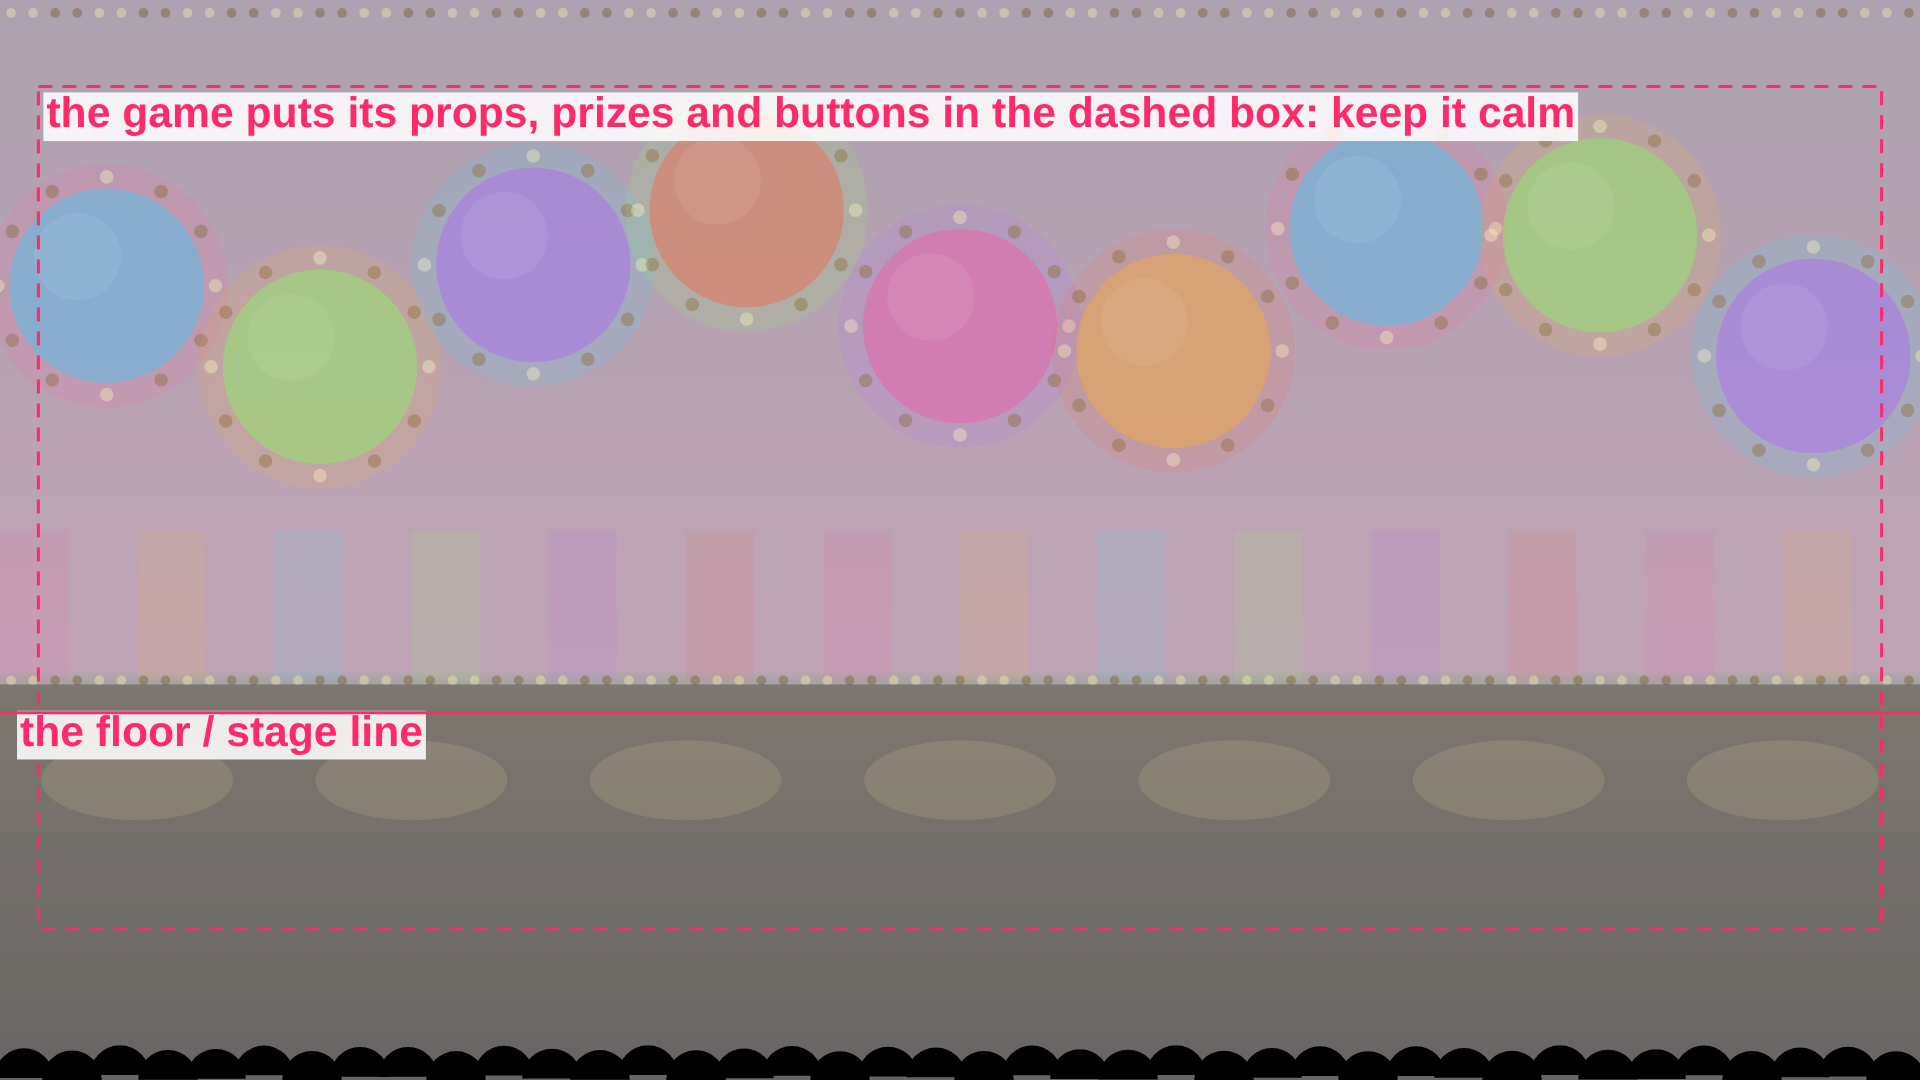 the game puts its props, prizes and buttons in the dashed box: keep it calm
the floor / stage line